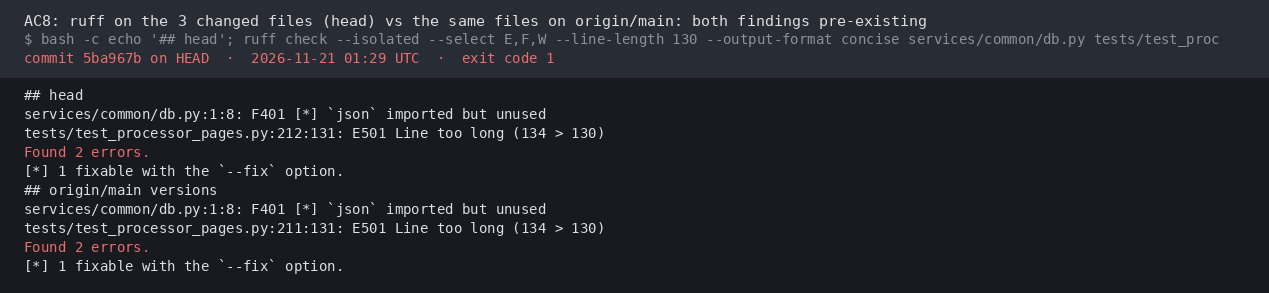 AC8: ruff on the 3 changed files (head) vs the same files on origin/main: both findings pre-existing
$ bash -c echo '## head'; ruff check --isolated --select E,F,W --line-length 130 --output-format concise services/common/db.py tests/test_proc
commit 5ba967b on HEAD · 2026-11-21 01:29 UTC · exit code 1
## head
services/common/db.py:1:8: F401 [*] `json` imported but unused
tests/test_processor_pages.py:212:131: E501 Line too long (134 > 130)
Found 2 errors.
[*] 1 fixable with the `--fix` option.
## origin/main versions
services/common/db.py:1:8: F401 [*] `json` imported but unused
tests/test_processor_pages.py:211:131: E501 Line too long (134 > 130)
Found 2 errors.
[*] 1 fixable with the `--fix` option.